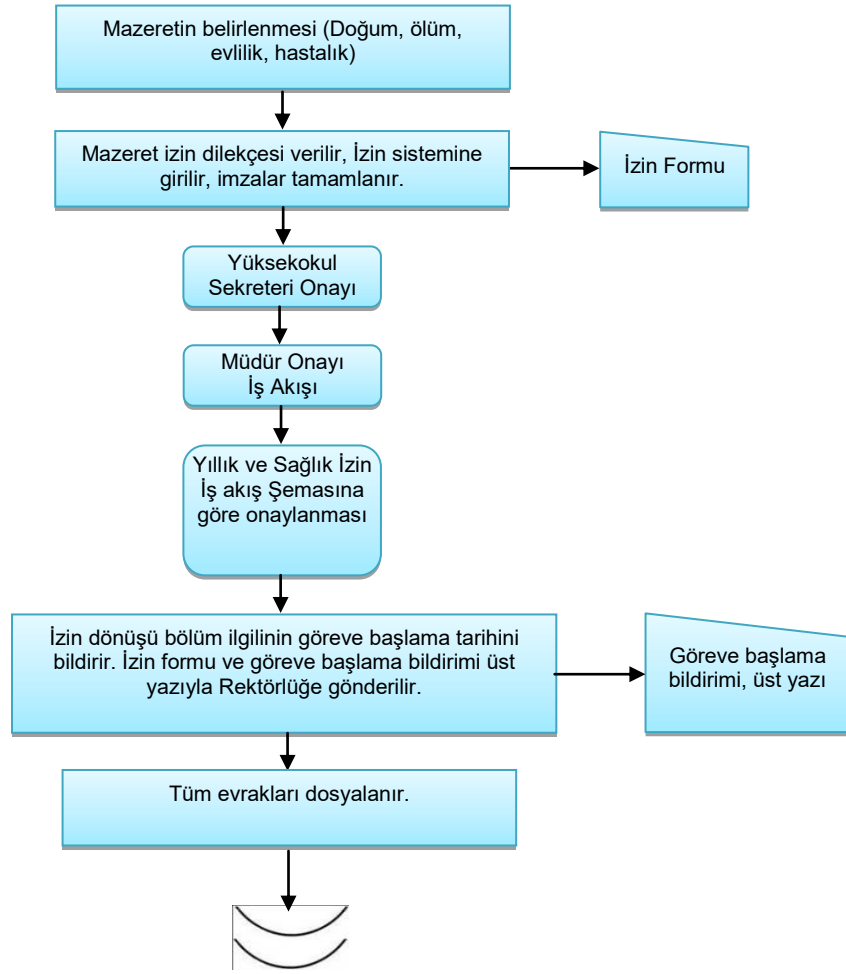 Mazeretin belirlenmesi (Doğum, ölüm,
evlilik, hastalık)
Mazeret izin dilekçesi verilir, İzin sistemine
girilir, imzalar tamamlanır.
İzin Formu
Yüksekokul
Sekreteri Onayı
Müdür Onayı
İş Akışı
Yıllık ve Sağlık İzin
İş akış Şemasına
göre onaylanması
İzin dönüşü bölüm ilgilinin göreve başlama tarihini
bildirir. İzin formu ve göreve başlama bildirimi üst
yazıyla Rektörlüğe gönderilir.
Göreve başlama
bildirimi, üst yazı
Tüm evrakları dosyalanır.